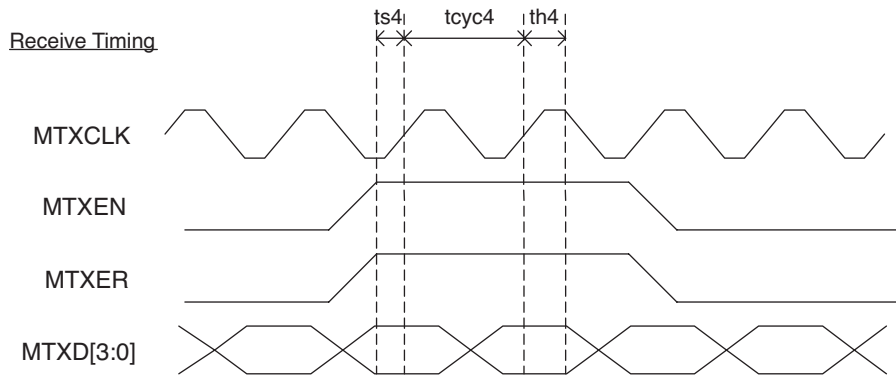 ts4 tcyc4 th4
Receive Timing
MTXCLK
MTXEN
MTXER
MTXD[3:0]